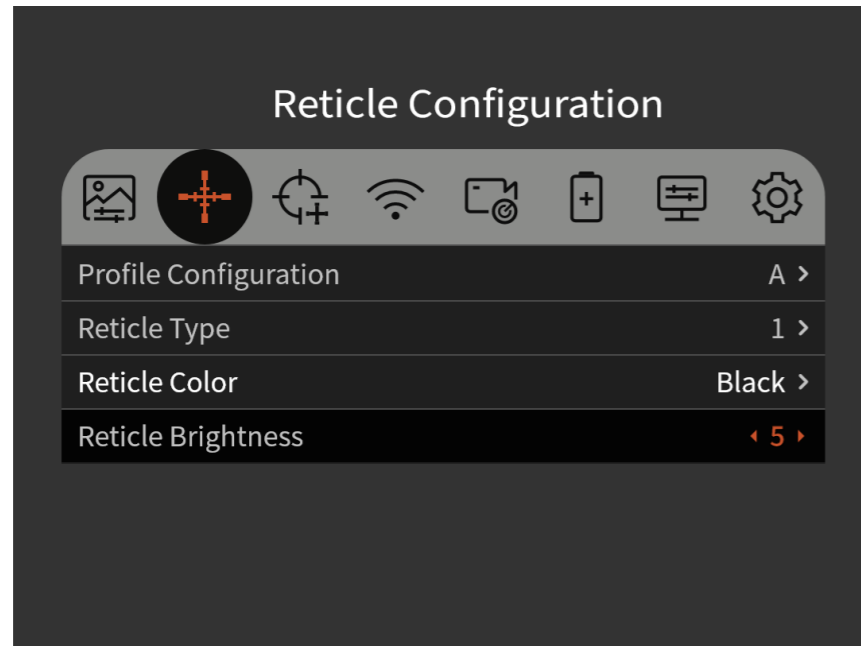 Reticle Configuration
Profile Configuration A >
Reticle Type 1 >
Reticle Color Black >
Reticle Brightness 5